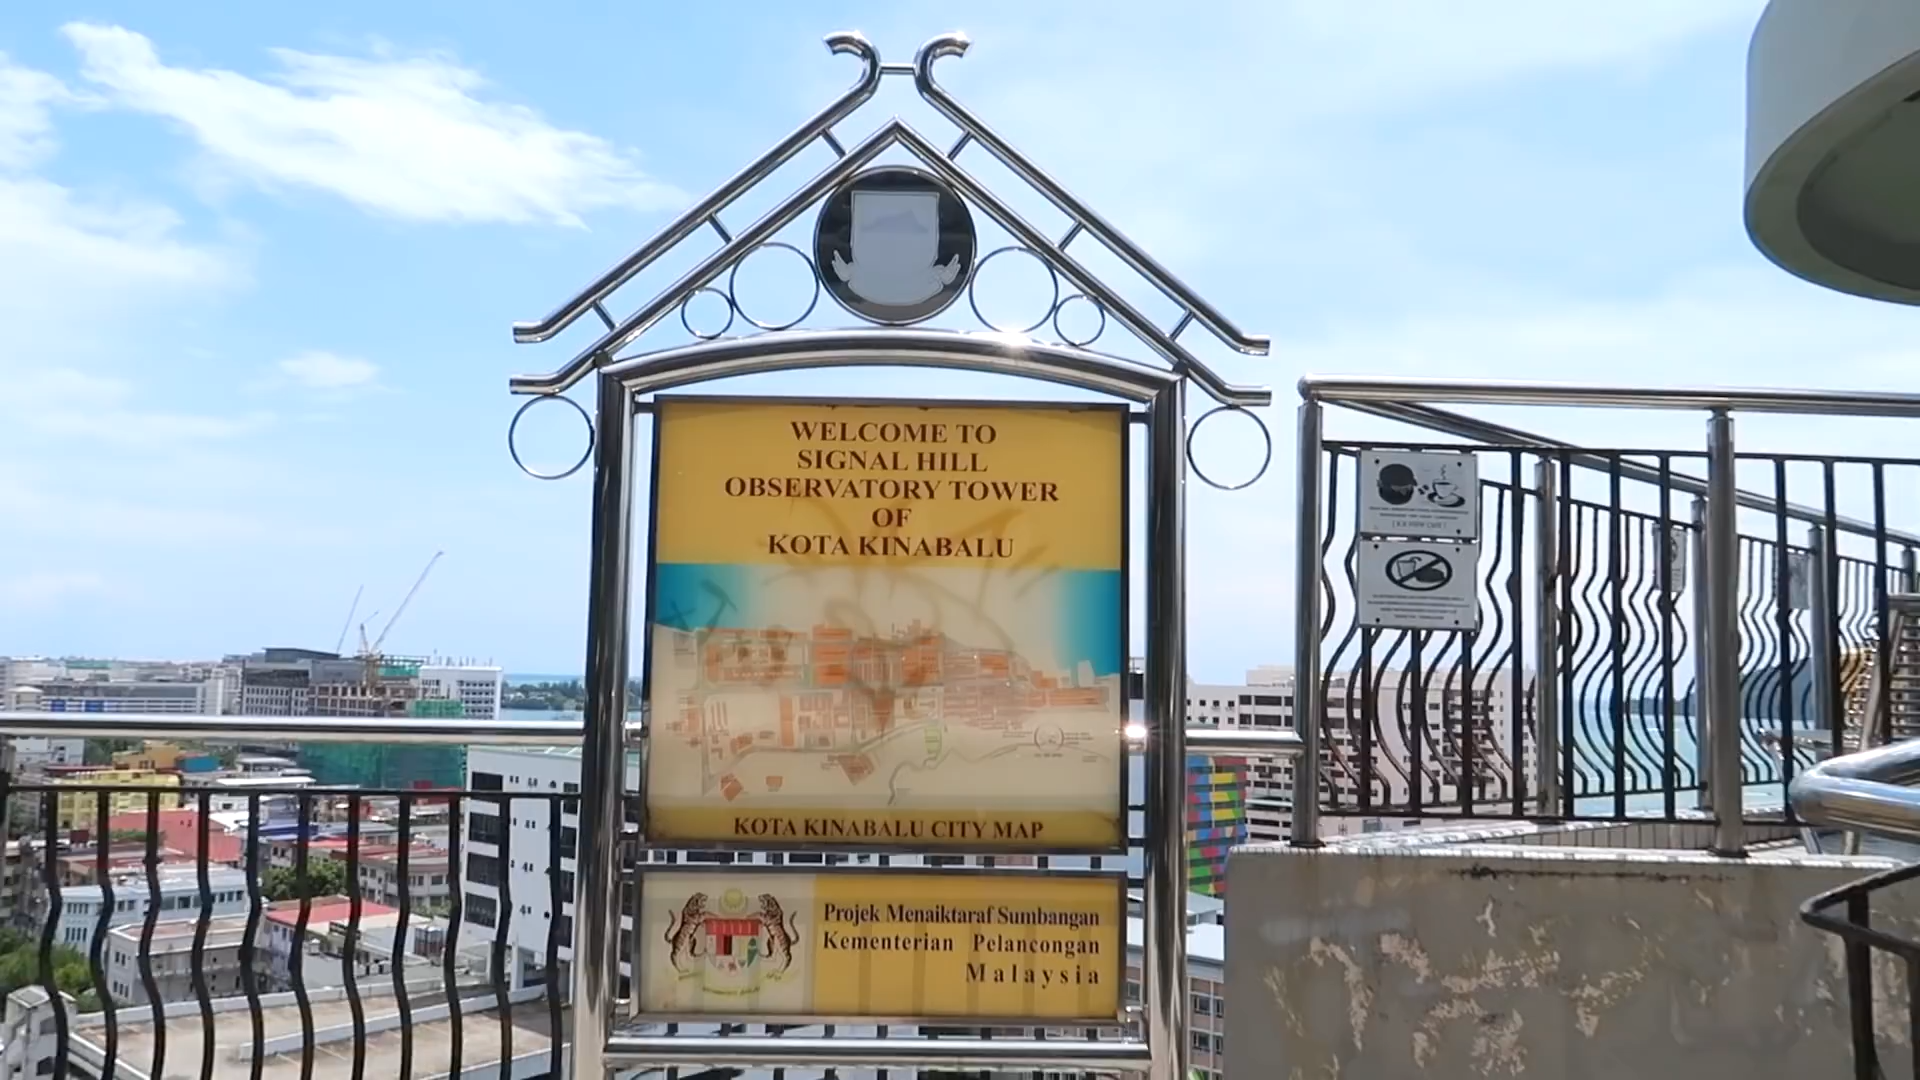 WELCOME TO
SIGNAL HILL
OBSERVATORY TOWER
OF
KOTA KINABALU
KOTA KINABALU CITY MAP
Projek Menaiktaraf Sumbangan
Kementerian Pelancongan
Malaysia